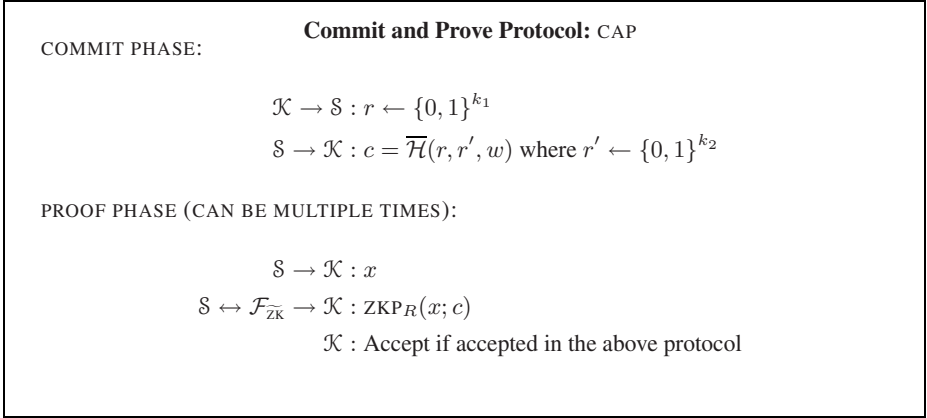 Commit and Prove Protocol: CAP
COMMIT PHASE:
𝒦 → 𝒮 : r ← {0, 1}^{k_1}
𝒮 → 𝒦 : c = \overline{ℋ}(r, r′, w) where r′ ← {0, 1}^{k_2}
PROOF PHASE (CAN BE MULTIPLE TIMES):
𝒮 → 𝒦 : x
𝒮 ↔ ℱ_{\widetilde{ZK}} → 𝒦 : ZKP_R(x; c)
𝒦 : Accept if accepted in the above protocol